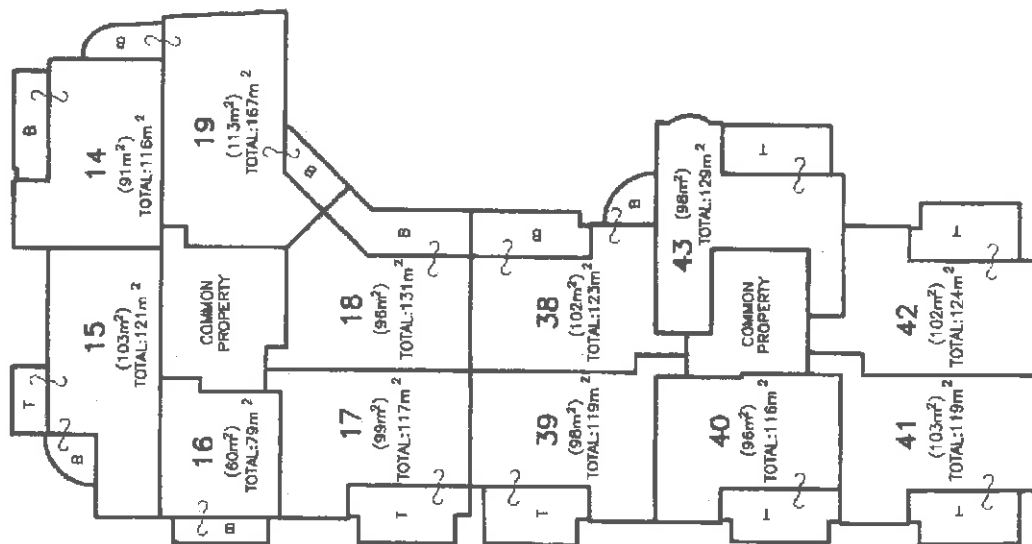 B
B
14
(91m²)
TOTAL:116m²
19
(113m²)
TOTAL:167m²
B
15
(103m²)
TOTAL:121m²
T
B
COMMON
PROPERTY
16
(60m²)
TOTAL:79m²
B
18
(96m²)
TOTAL:131m²
B
17
(99m²)
TOTAL:117m²
T
38
(102m²)
TOTAL:123m²
B
B
39
(98m²)
TOTAL:119m²
T
43
(98m²)
TOTAL:129m²
T
COMMON
PROPERTY
40
(96m²)
TOTAL:116m²
T
42
(102m²)
TOTAL:124m²
T
41
(103m²)
TOTAL:119m²
T